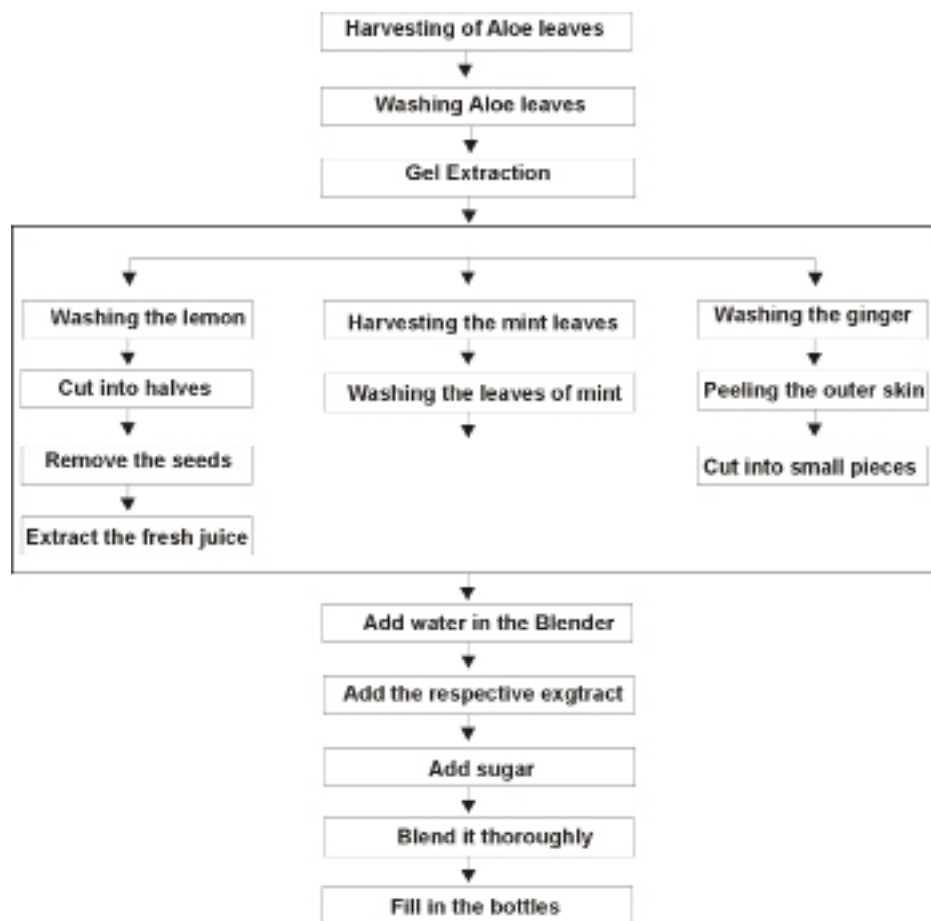 Harvesting of Aloe leaves
Washing Aloe leaves
Gel Extraction
Washing the lemon
Cut into halves
Remove the seeds
Extract the fresh juice
Harvesting the mint leaves
Washing the leaves of mint
Washing the ginger
Peeling the outer skin
Cut into small pieces
Add water in the Blender
Add the respective exgtract
Add sugar
Blend it thoroughly
Fill in the bottles